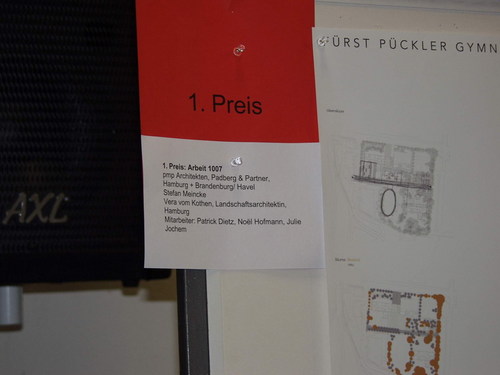 1. Preis
1. Preis: Arbeit 1007
pmp Architekten, Padberg & Partner,
Hamburg + Brandenburg/ Havel
Stefan Meincke
Vera vom Kothen, Landschaftsarchitektin,
Hamburg
Mitarbeiter: Patrick Dietz, Noël Hofmann, Julie
Jochem
FÜRST PÜCKLER GYMN
AXL